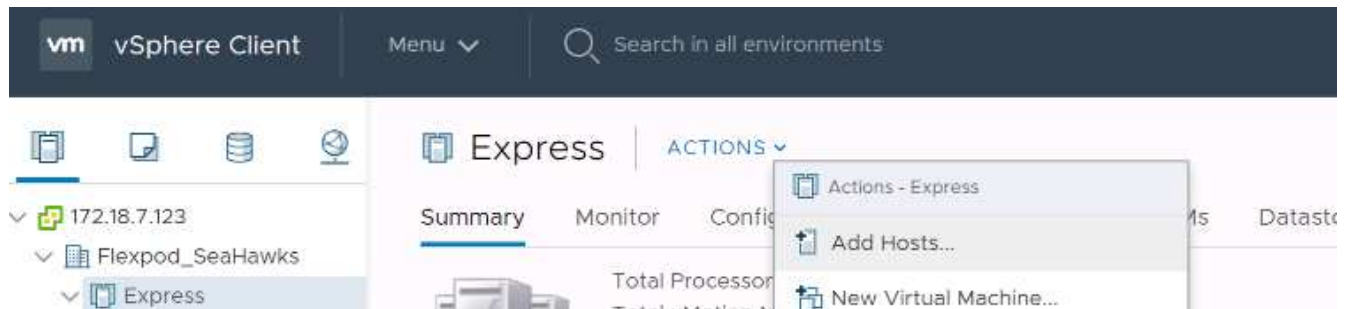 vm vSphere Client Menu Search in all environments
Express ACTIONS
Actions - Express
172.18.7.123 Summary Monitor Datast
Add Hosts...
Flexpod_SeaHawks
Total Processor
Express New Virtual Machine...